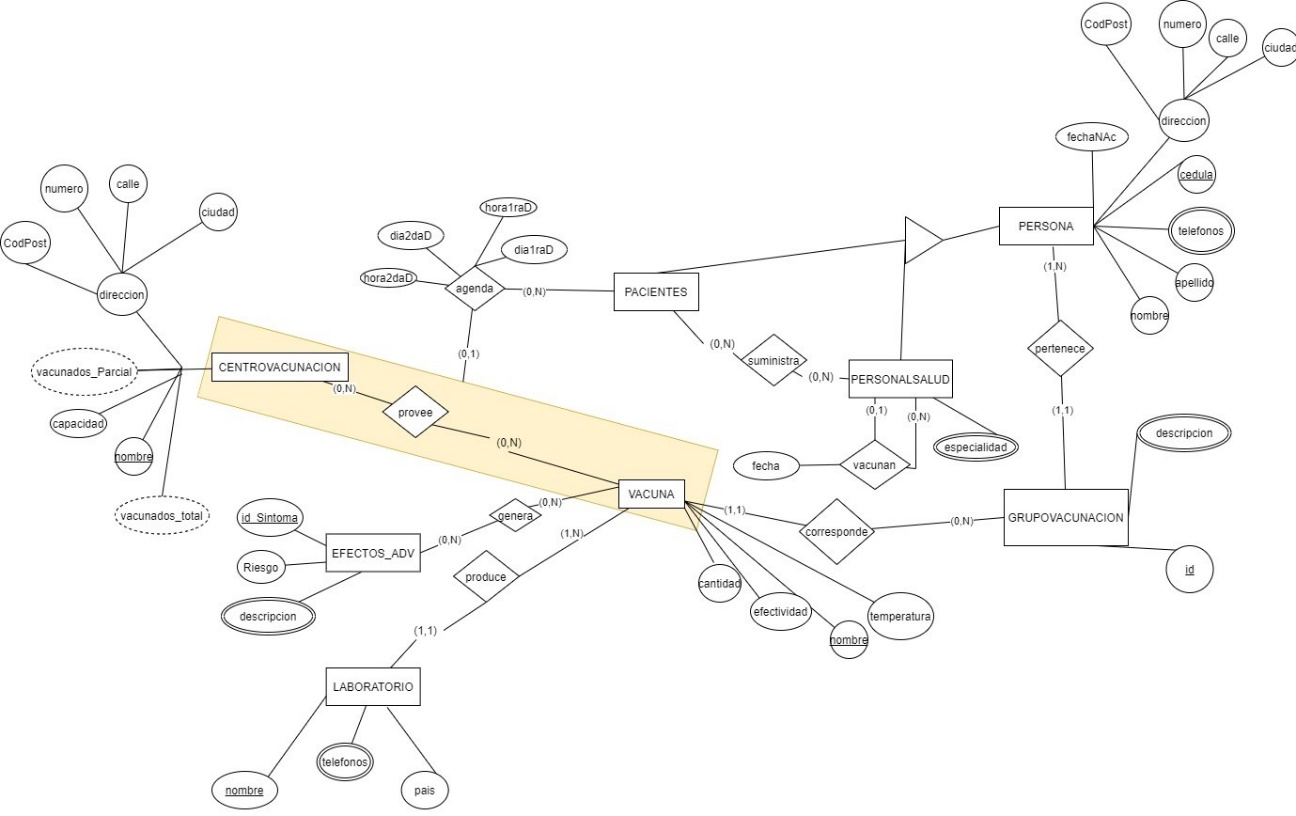 CodPost
numero
calle
ciudad
direccion
fechaNAc
cedula
PERSONA
telefonos
apellido
nombre
(1,N)
pertenece
(1,1)
descripcion
GRUPOVACUNACION
id
numero
calle
ciudad
CodPost
direccion
vacunados_Parcial
capacidad
nombre
vacunados_total
CENTROVACUNACION
(0,N)
provee
(0,N)
hora1raD
dia2daD
dia1raD
hora2daD
agenda
(0,N)
(0,1)
PACIENTES
(0,N)
suministra
(0,N)
PERSONALSALUD
(0,1)
(0,N)
fecha
vacunan
especialidad
VACUNA
(1,1)
corresponde
(0,N)
cantidad
efectividad
nombre
temperatura
(0,N)
genera
(0,N)
id_Sintoma
EFECTOS_ADV
Riesgo
descripcion
(1,N)
produce
(1,1)
LABORATORIO
nombre
telefonos
pais